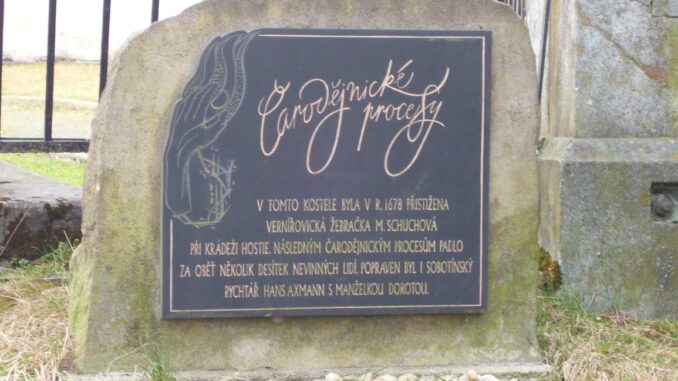 Čarodějnické
procesy
V TOMTO KOSTELE BYLA V R. 1678 PŘISTIŽENA
VERNÍŘOVICKÁ ŽEBRAČKA M. SCHUCHOVÁ
PŘI KRÁDEŽI HOSTIE. NÁSLEDNÝM ČARODĚJNICKÝM PROCESŮM PADLO
ZA OBĚŤ NĚKOLIK DESÍTEK NEVINNÝCH LIDÍ. POPRAVEN BYL I SOBOTÍNSKÝ
RYCHTÁŘ HANS AXMANN S MANŽELKOU DOROTOU.